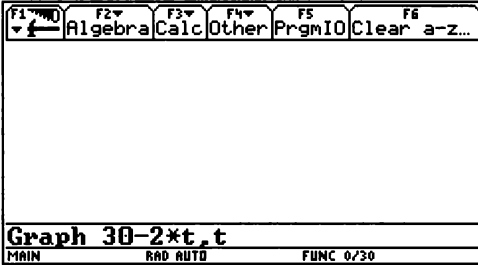 F1 F2 F3 F4 F5 F6
Algebra Calc Other PrgmIO Clear a-z…
Graph 30-2*t,t
MAIN RAD AUTO FUNC 0/30